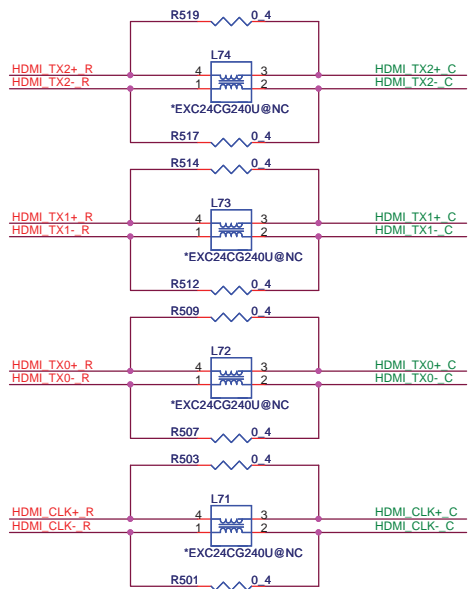 R519 0_4
L74
HDMI_TX2+_R 4 3 HDMI_TX2+_C
HDMI_TX2-_R 1 2 HDMI_TX2-_C
*EXC24CG240U@NC
R517 0_4
R514 0_4
L73
HDMI_TX1+_R 4 3 HDMI_TX1+_C
HDMI_TX1-_R 1 2 HDMI_TX1-_C
*EXC24CG240U@NC
R512 0_4
R509 0_4
L72
HDMI_TX0+_R 4 3 HDMI_TX0+_C
HDMI_TX0-_R 1 2 HDMI_TX0-_C
*EXC24CG240U@NC
R507 0_4
R503 0_4
L71
HDMI_CLK+_R 4 3 HDMI_CLK+_C
HDMI_CLK-_R 1 2 HDMI_CLK-_C
*EXC24CG240U@NC
R501 0_4